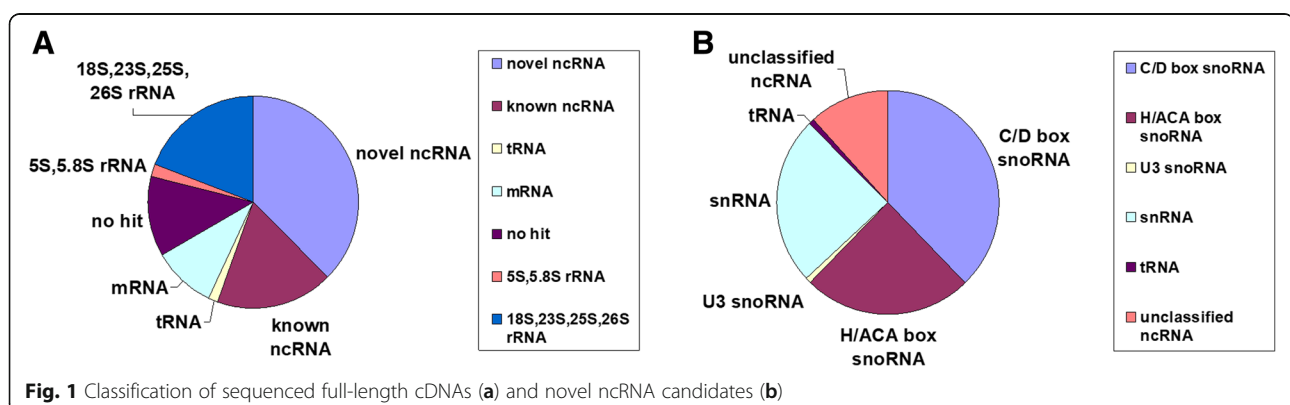 A
18S,23S,25S,
26S rRNA
novel ncRNA
5S,5.8S rRNA
no hit
mRNA
tRNA
known
ncRNA
novel ncRNA
known ncRNA
tRNA
mRNA
no hit
5S,5.8S rRNA
18S,23S,25S,26S
rRNA
B
unclassified
ncRNA
tRNA
C/D box
snoRNA
snRNA
U3 snoRNA
H/ACA box
snoRNA
C/D box snoRNA
H/ACA box
snoRNA
U3 snoRNA
snRNA
tRNA
unclassified
ncRNA
Fig. 1 Classification of sequenced full-length cDNAs (a) and novel ncRNA candidates (b)